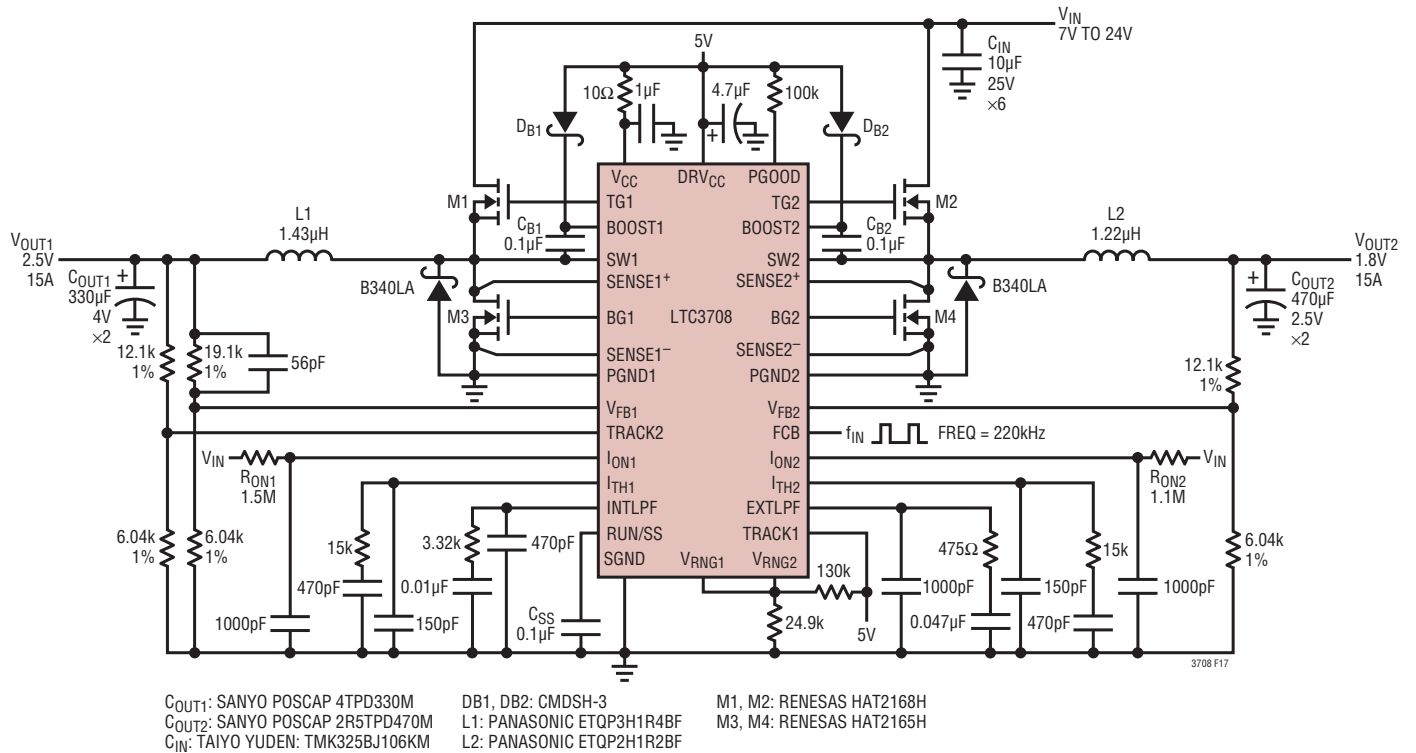 VIN
7V TO 24V
CIN
10µF
25V
×6
5V
10Ω
1µF
4.7µF
100k
DB1
DB2
+
VCC
DRVCC
PGOOD
M1
TG1
TG2
M2
L1
1.43µH
CB1
0.1µF
BOOST1
BOOST2
CB2
0.1µF
L2
1.22µH
VOUT1
2.5V
15A
SW1
SW2
VOUT2
1.8V
15A
COUT1
330µF
4V
×2
+
B340LA
SENSE1+
SENSE2+
B340LA
+
COUT2
470µF
2.5V
×2
M3
BG1
LTC3708
BG2
M4
SENSE1–
SENSE2–
PGND1
PGND2
12.1k
1%
19.1k
1%
56pF
12.1k
1%
VFB1
VFB2
TRACK2
FCB
fIN
FREQ = 220kHz
VIN
RON1
1.5M
ION1
ION2
VIN
RON2
1.1M
ITH1
ITH2
INTLPF
EXTLPF
RUN/SS
TRACK1
SGND
VRNG1
VRNG2
6.04k
1%
6.04k
1%
15k
3.32k
470pF
475Ω
15k
6.04k
1%
130k
470pF
0.01µF
1000pF
150pF
1000pF
1000pF
150pF
CSS
0.1µF
24.9k
5V
0.047µF
470pF
3708 F17
COUT1: SANYO POSCAP 4TPD330M
COUT2: SANYO POSCAP 2R5TPD470M
CIN: TAIYO YUDEN: TMK325BJ106KM
DB1, DB2: CMDSH-3
L1: PANASONIC ETQP3H1R4BF
L2: PANASONIC ETQP2H1R2BF
M1, M2: RENESAS HAT2168H
M3, M4: RENESAS HAT2165H